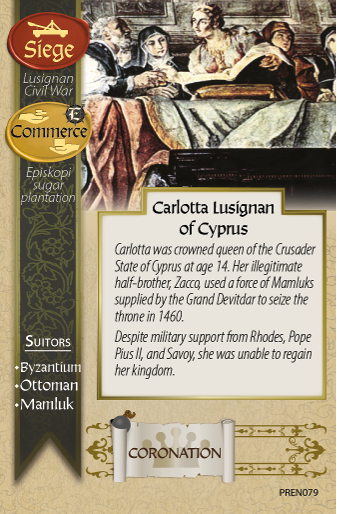 Siege
Lusignan
Civil War
E
Commerce
Episkopi
sugar
plantation
SUITORS
•Byzantium
•Ottoman
•Mamluk
Carlotta Lusignan
of Cyprus
Carlotta was crowned queen of the Crusader
State of Cyprus at age 14. Her illegitimate
half-brother, Zacco, used a force of Mamluks
supplied by the Grand Devitdar to seize the
throne in 1460.
Despite military support from Rhodes, Pope
Pius II, and Savoy, she was unable to regain
her kingdom.
CORONATION
PREN079